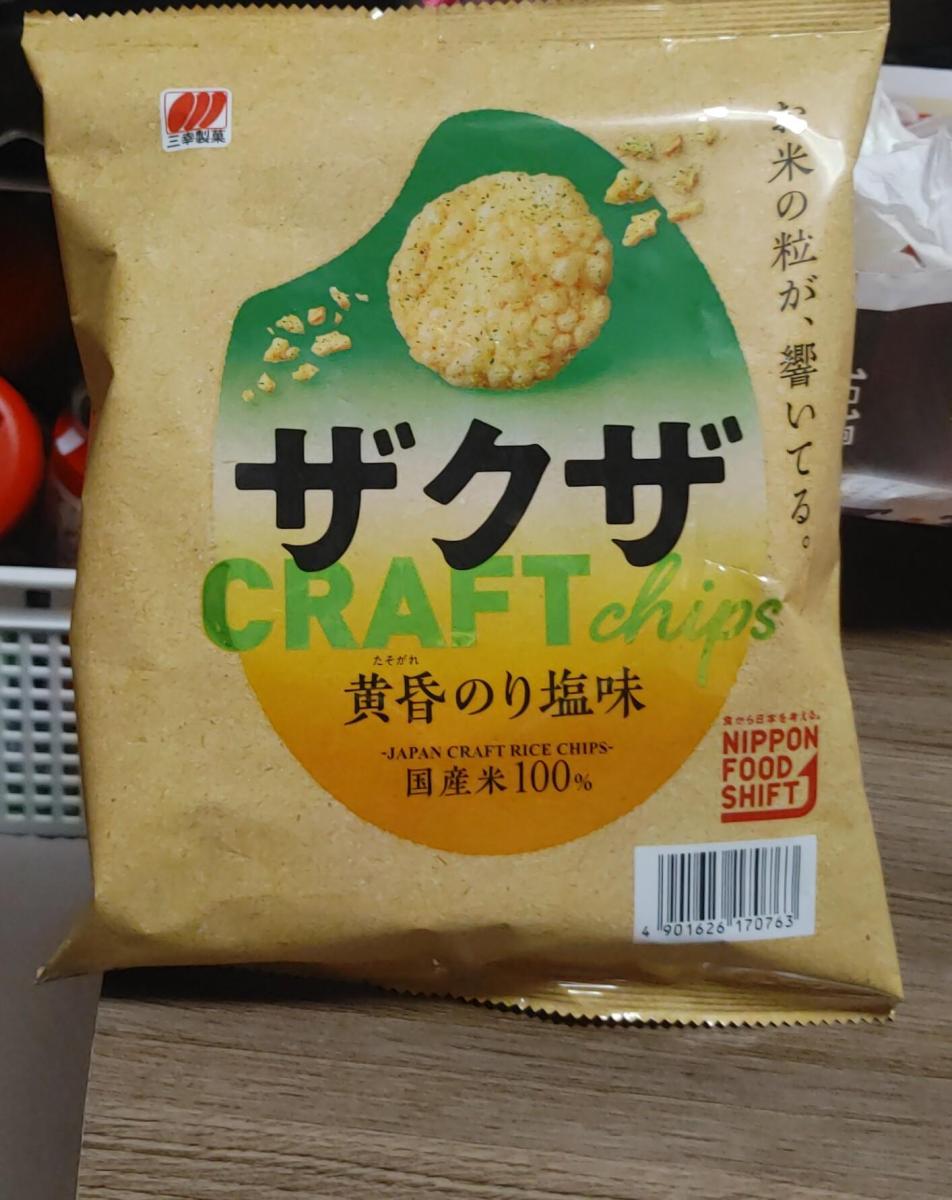 三幸製菓
お米の粒が、響いてる。
ザクザ
CRAFT chips
たそがれ
黄昏のり塩味
-JAPAN CRAFT RICE CHIPS-
国産米100%
食から日本を考える。
NIPPON
FOOD
SHIFT
4 901626 170763